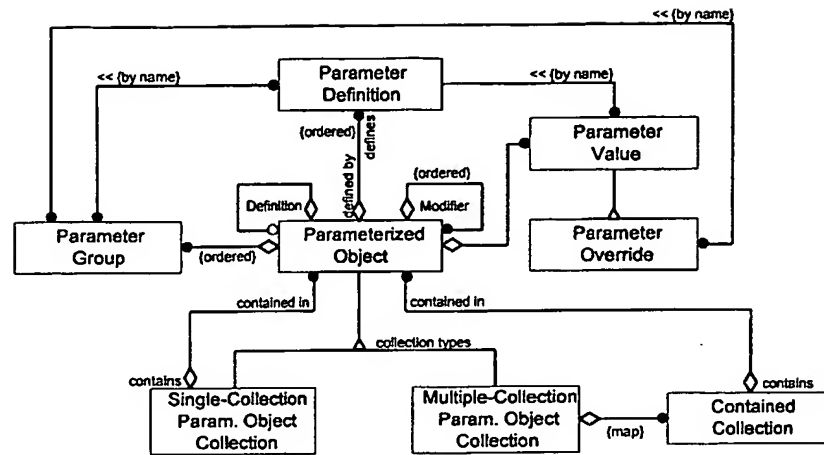 << {by name}
<< {by name}
Parameter
Definition
<< {by name}
{ordered}
defines
defined by
Parameter
Value
{ordered}
Definition
Modifier
Parameter
Group
{ordered}
Parameterized
Object
Parameter
Override
contained in
contained in
collection types
contains
contains
Single-Collection
Param. Object
Collection
Multiple-Collection
Param. Object
Collection
{map}
Contained
Collection